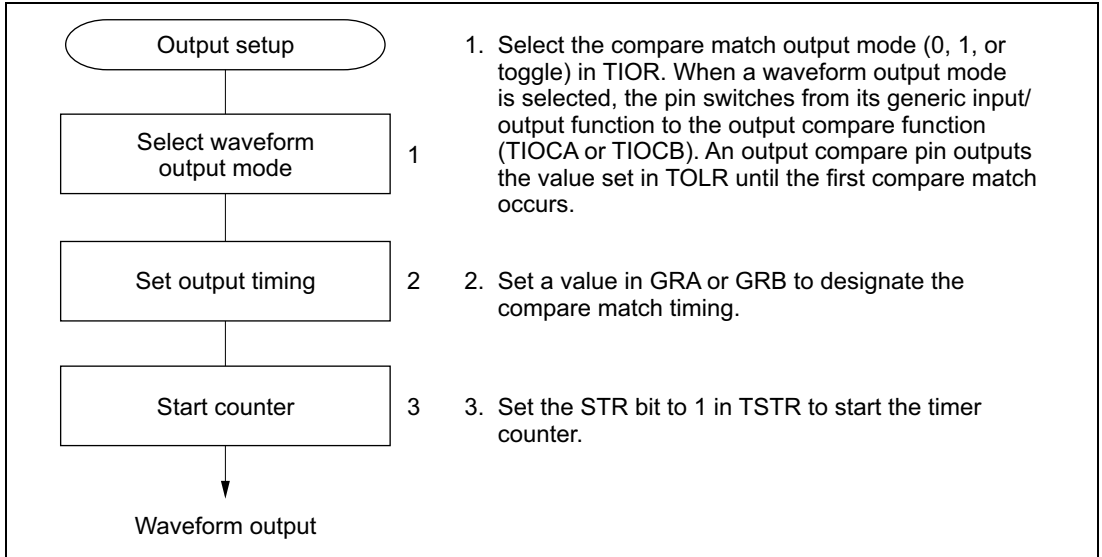 Output setup
Select waveform
output mode
1
Set output timing
2
Start counter
3
Waveform output
1. Select the compare match output mode (0, 1, or
toggle) in TIOR. When a waveform output mode
is selected, the pin switches from its generic input/
output function to the output compare function
(TIOCA or TIOCB). An output compare pin outputs
the value set in TOLR until the first compare match
occurs.
2. Set a value in GRA or GRB to designate the
compare match timing.
3. Set the STR bit to 1 in TSTR to start the timer
counter.